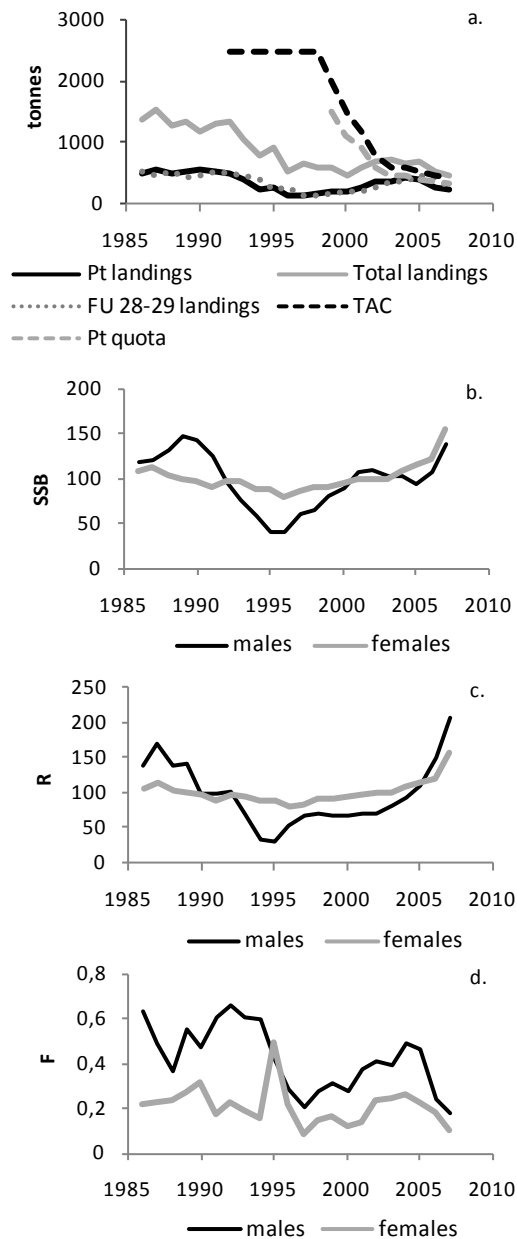 a.
3000
2000
1000
0
tonnes
1985 1990 1995 2000 2005 2010
Pt landings Total landings
FU 28-29 landings TAC
Pt quota
b.
200
150
100
50
0
SSB
1985 1990 1995 2000 2005 2010
males females
c.
250
200
150
100
50
0
R
1985 1990 1995 2000 2005 2010
males females
d.
0,8
0,6
0,4
0,2
0
F
1985 1990 1995 2000 2005 2010
males females